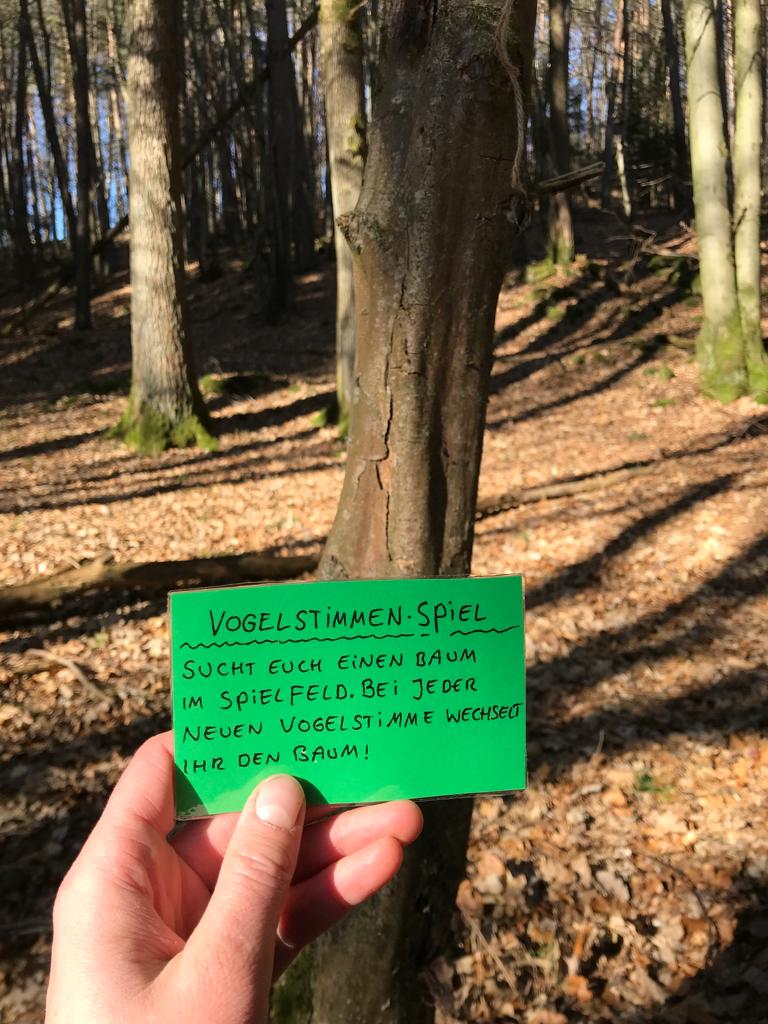 VOGELSTIMMEN-SPIEL
SUCHT EUCH EINEN BAUM
IM SPIELFELD. BEI JEDER
NEUEN VOGELSTIMME WECHSELT
IHR DEN BAUM!